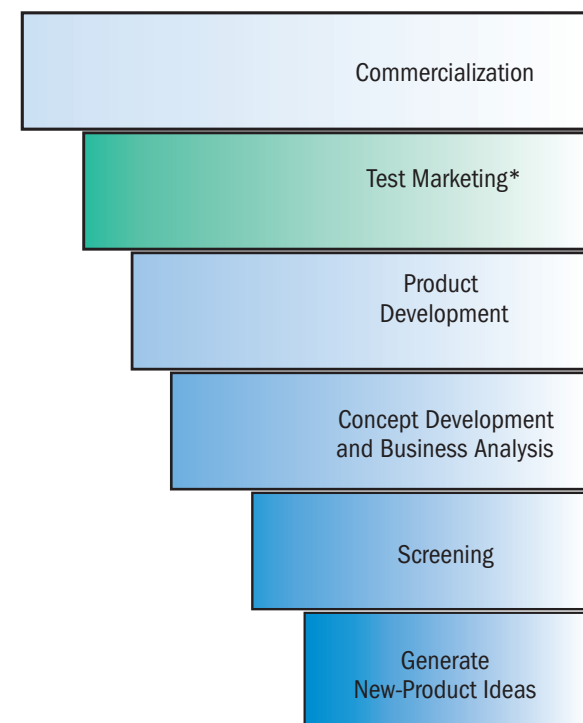 Commercialization
Test Marketing*
Product
Development
Concept Development
and Business Analysis
Screening
Generate
New-Product Ideas